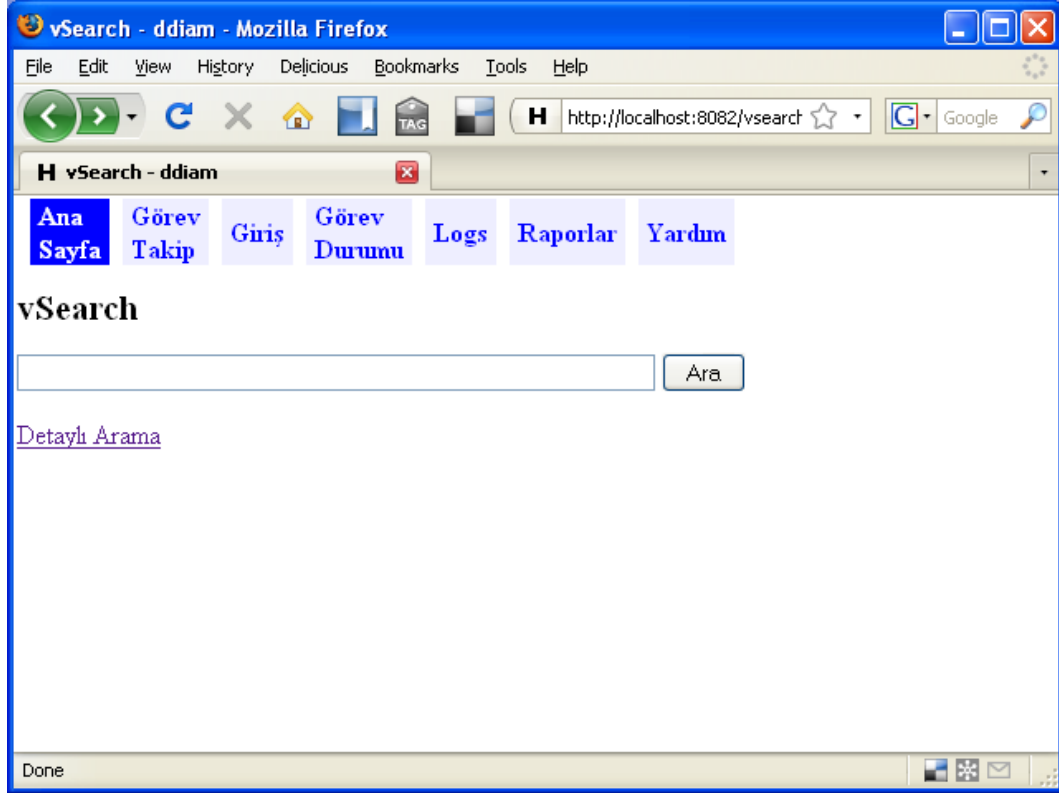 vSearch - ddiam - Mozilla Firefox
File Edit View History Delicious Bookmarks Tools Help
TAG H http://localhost:8082/vsearch G Google
H vSearch - ddiam
Ana Sayfa Görev Takip Giriş Görev Durumu Logs Raporlar Yardım
vSearch
Ara
Detaylı Arama
Done